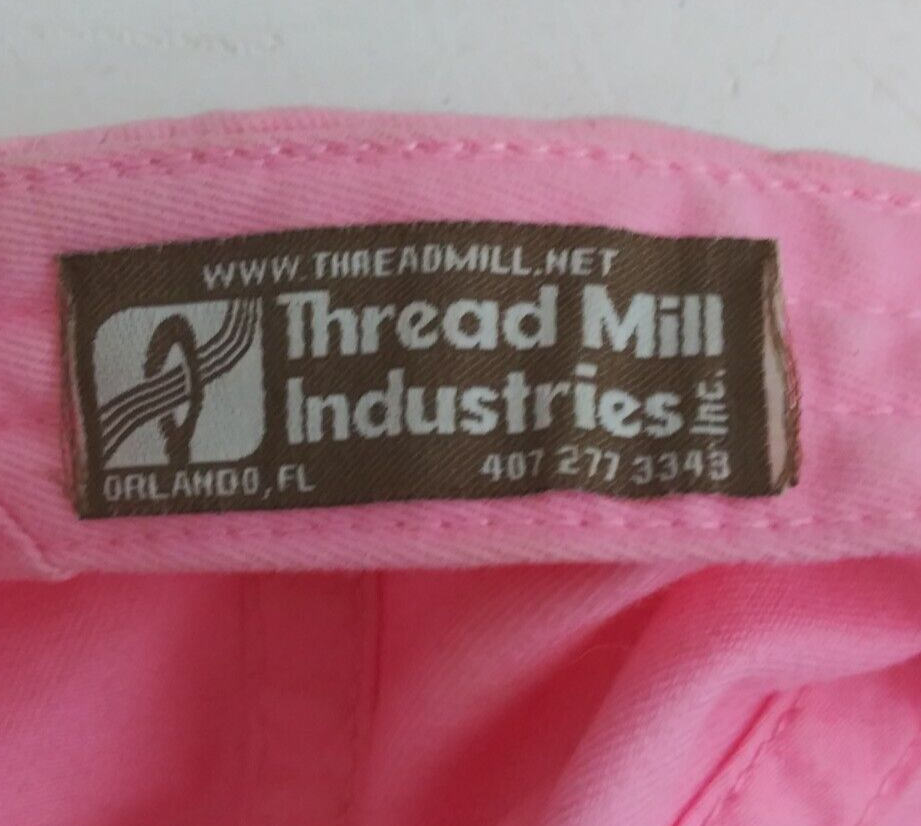 WWW.THREADMILL.NET
Thread Mill
Industries Inc.
ORLANDO, FL 407 277 3343